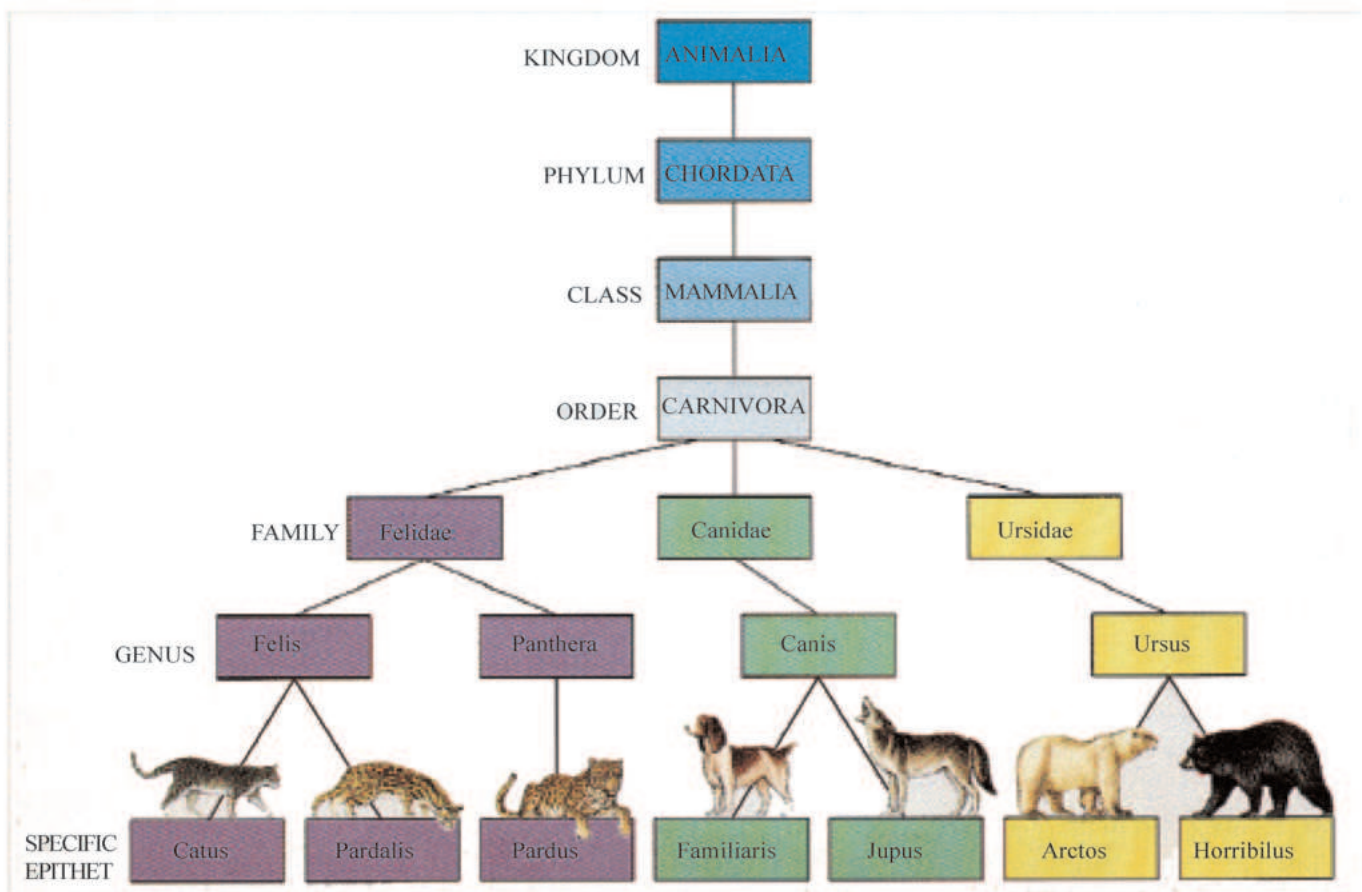 KINGDOM ANIMALIA
PHYLUM CHORDATA
CLASS MAMMALIA
ORDER CARNIVORA
FAMILY Felidae Canidae Ursidae
GENUS Felis Panthera Canis Ursus
SPECIFIC EPITHET Catus Pardalis Pardus Familiaris Jupus Arctos Horribilus